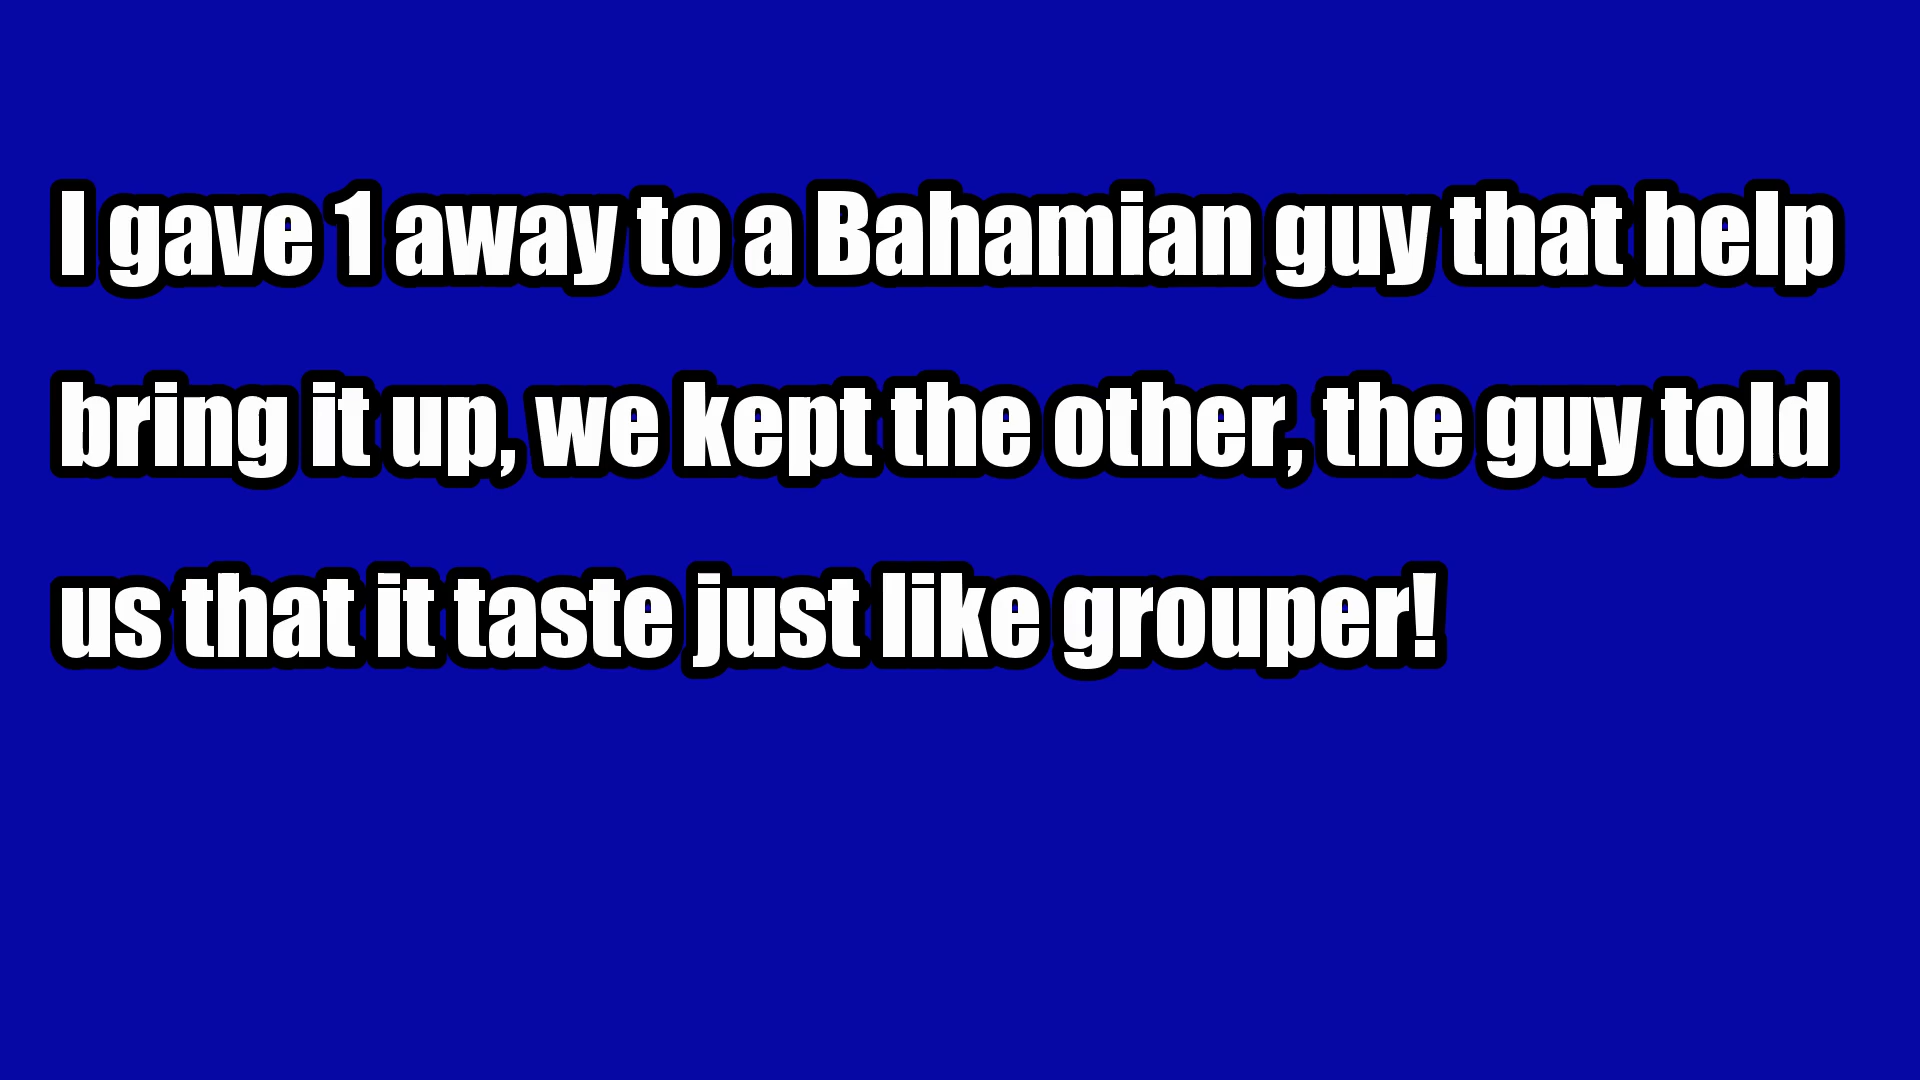 I gave 1 away to a Bahamian guy that help
bring it up, we kept the other, the guy told
us that it taste just like grouper!